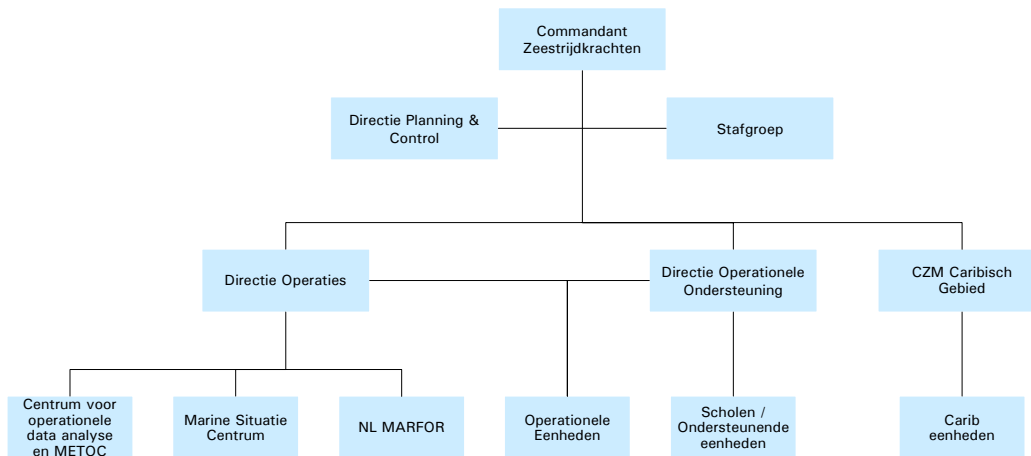 Commandant
Zeestrijdkrachten
Directie Planning &
Control
Stafgroep
Directie Operaties
Directie Operationele
Ondersteuning
CZM Caribisch
Gebied
Centrum voor
operationele
data analyse
en METOC
Marine Situatie
Centrum
NL MARFOR
Operationele
Eenheden
Scholen /
Ondersteunende
eenheden
Carib
eenheden